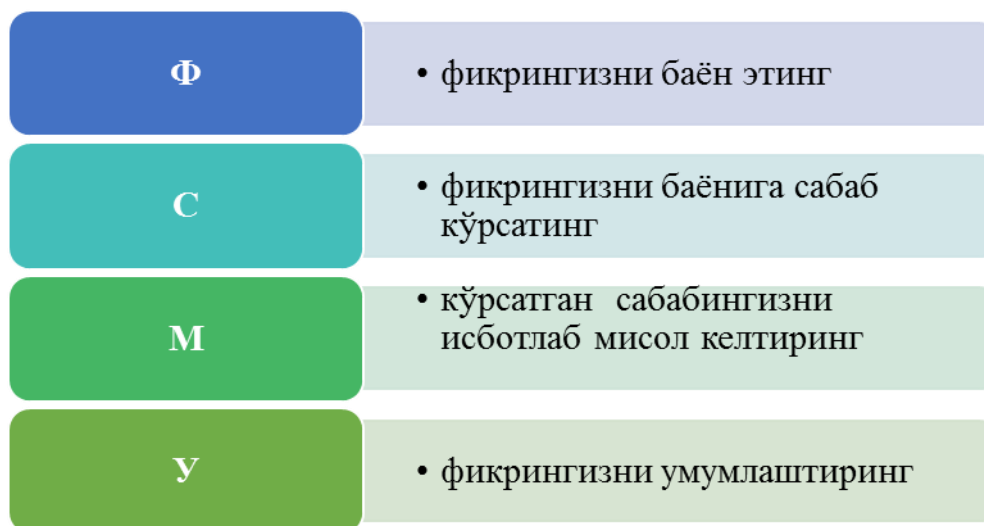 Ф
• фикрингизни баён этинг
С
• фикрингизни баёнига сабаб
кўрсатинг
М
• кўрсатган сабабингизни
исботлаб мисол келтиринг
У
• фикрингизни умумлаштиринг